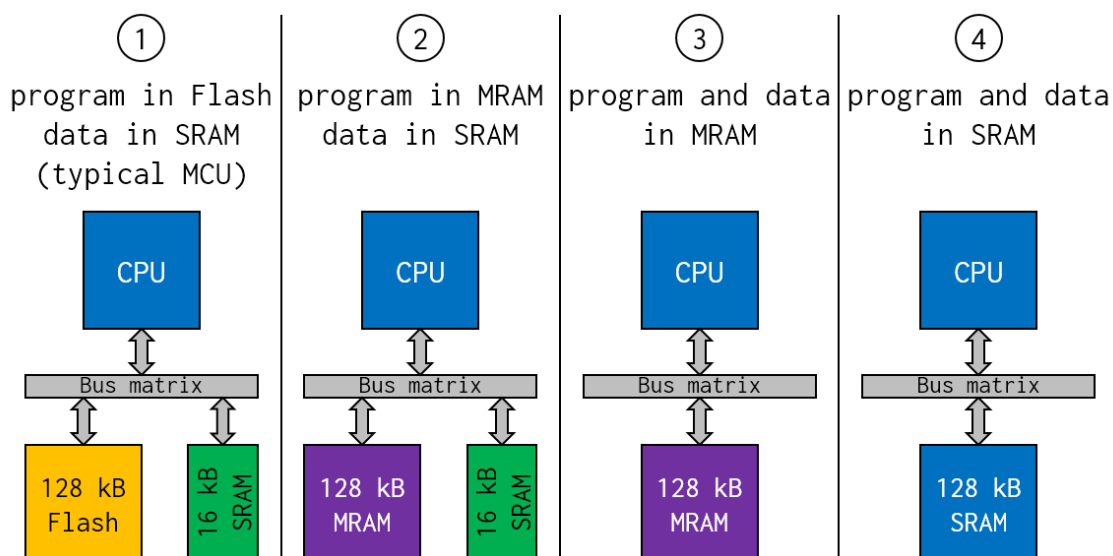 1
program in Flash
data in SRAM
(typical MCU)
CPU
Bus matrix
128 kB
Flash
16 kB
SRAM
2
program in MRAM
data in SRAM
CPU
Bus matrix
128 kB
MRAM
16 kB
SRAM
3
program and data
in MRAM
CPU
Bus matrix
128 kB
MRAM
4
program and data
in SRAM
CPU
Bus matrix
128 kB
SRAM